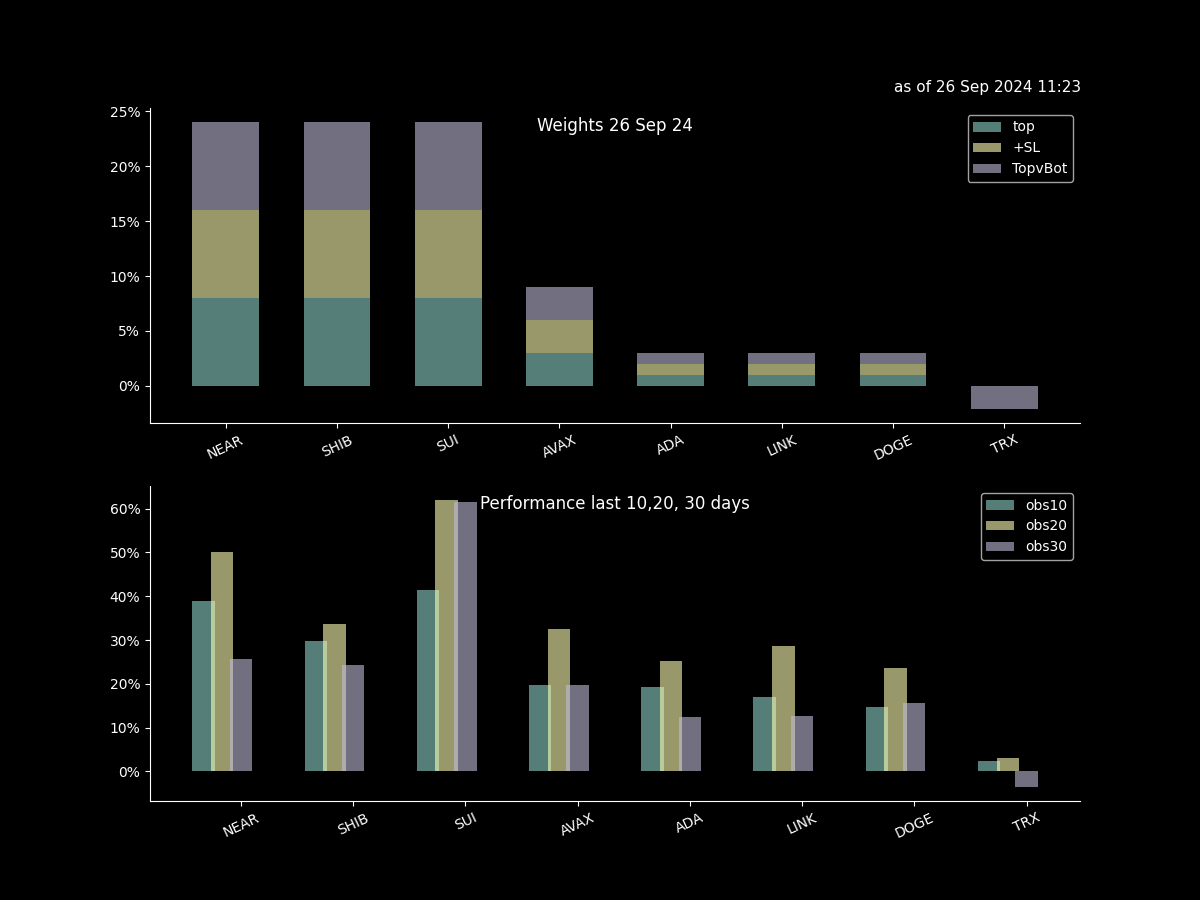 as of 26 Sep 2024 11:23
Weights 26 Sep 24
top
+SL
TopvBot
25%
20%
15%
10%
5%
0%
NEAR SHIB SUI AVAX ADA LINK DOGE TRX
Performance last 10,20, 30 days
obs10
obs20
obs30
60%
50%
40%
30%
20%
10%
0%
NEAR SHIB SUI AVAX ADA LINK DOGE TRX